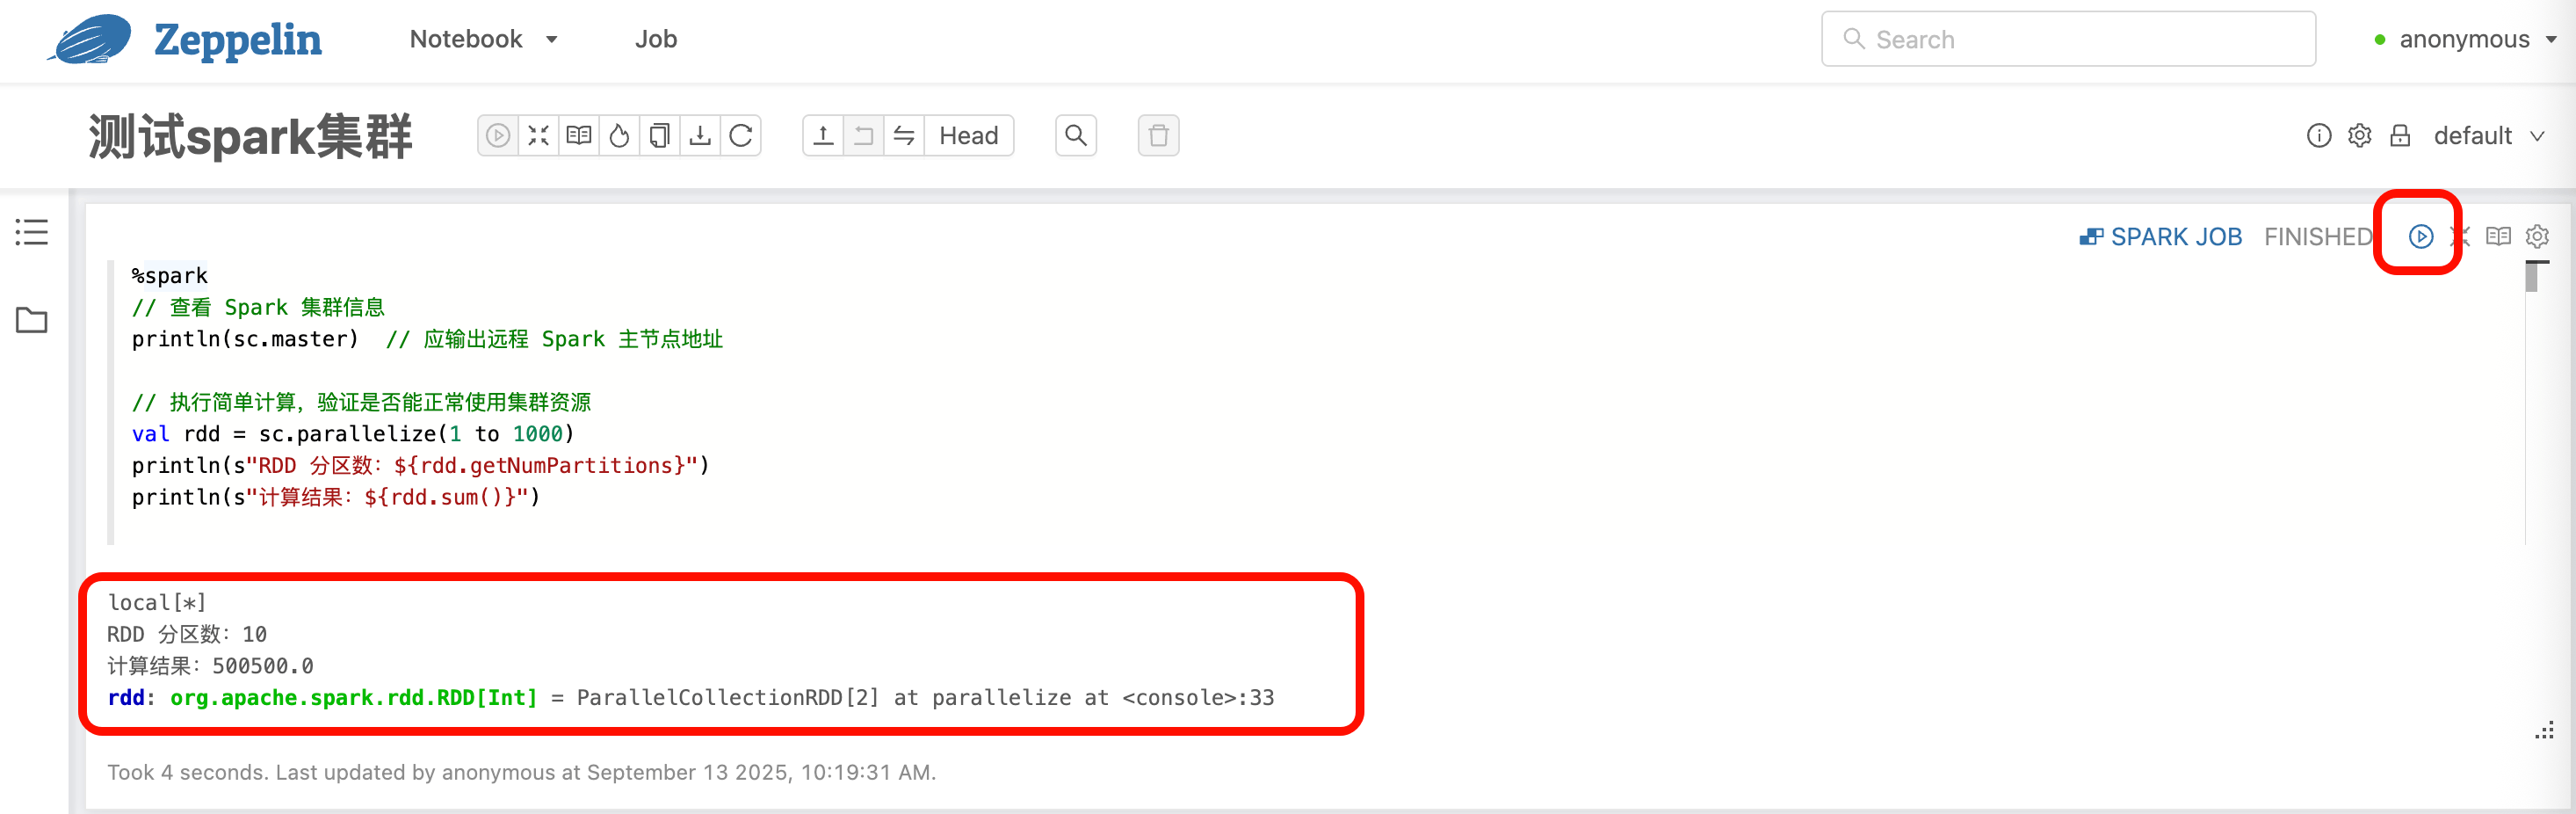 Zeppelin Notebook Job Search anonymous
测试spark集群 Head default
SPARK JOB FINISHED
%spark
// 查看 Spark 集群信息
println(sc.master)  // 应输出远程 Spark 主节点地址
// 执行简单计算，验证是否能正常使用集群资源
val rdd = sc.parallelize(1 to 1000)
println(s"RDD 分区数：${rdd.getNumPartitions}")
println(s"计算结果：${rdd.sum()}")
local[*]
RDD 分区数：10
计算结果：500500.0
rdd: org.apache.spark.rdd.RDD[Int] = ParallelCollectionRDD[2] at parallelize at <console>:33
Took 4 seconds. Last updated by anonymous at September 13 2025, 10:19:31 AM.